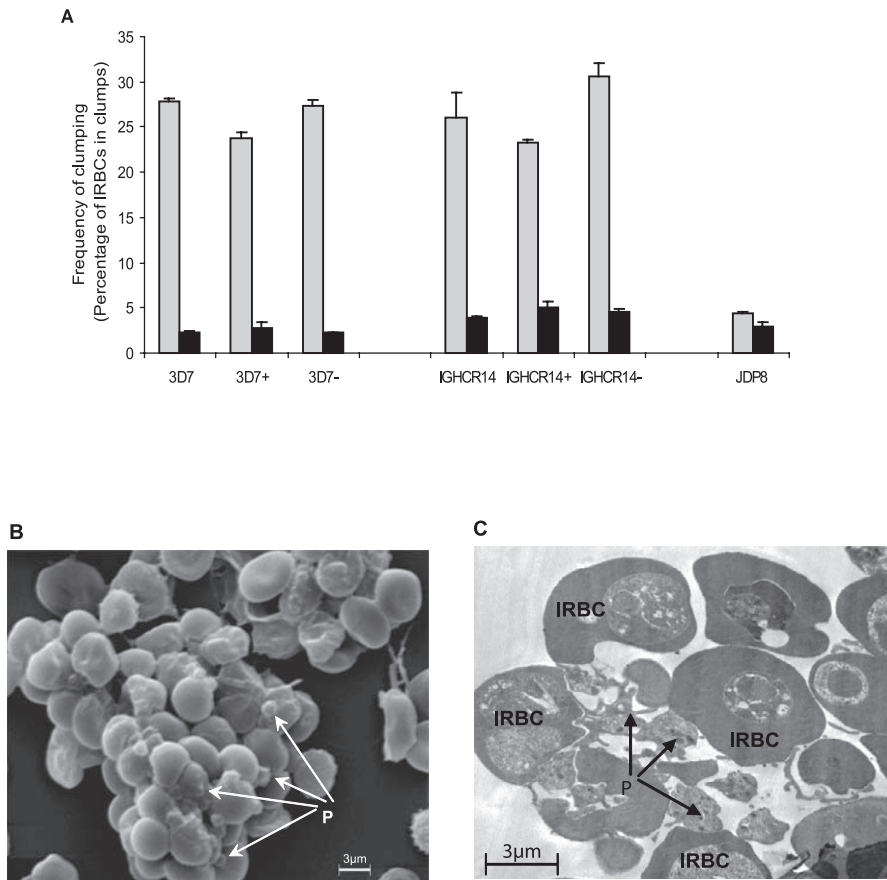 A
Frequency of clumping
(Percentage of IRBCs in clumps)
35
30
25
20
15
10
5
0
3D7
3D7+
3D7-
IGHCR14
IGHCR14+
IGHCR14-
JDP8
B
P
3µm
C
IRBC
IRBC
IRBC
P
IRBC
3µm